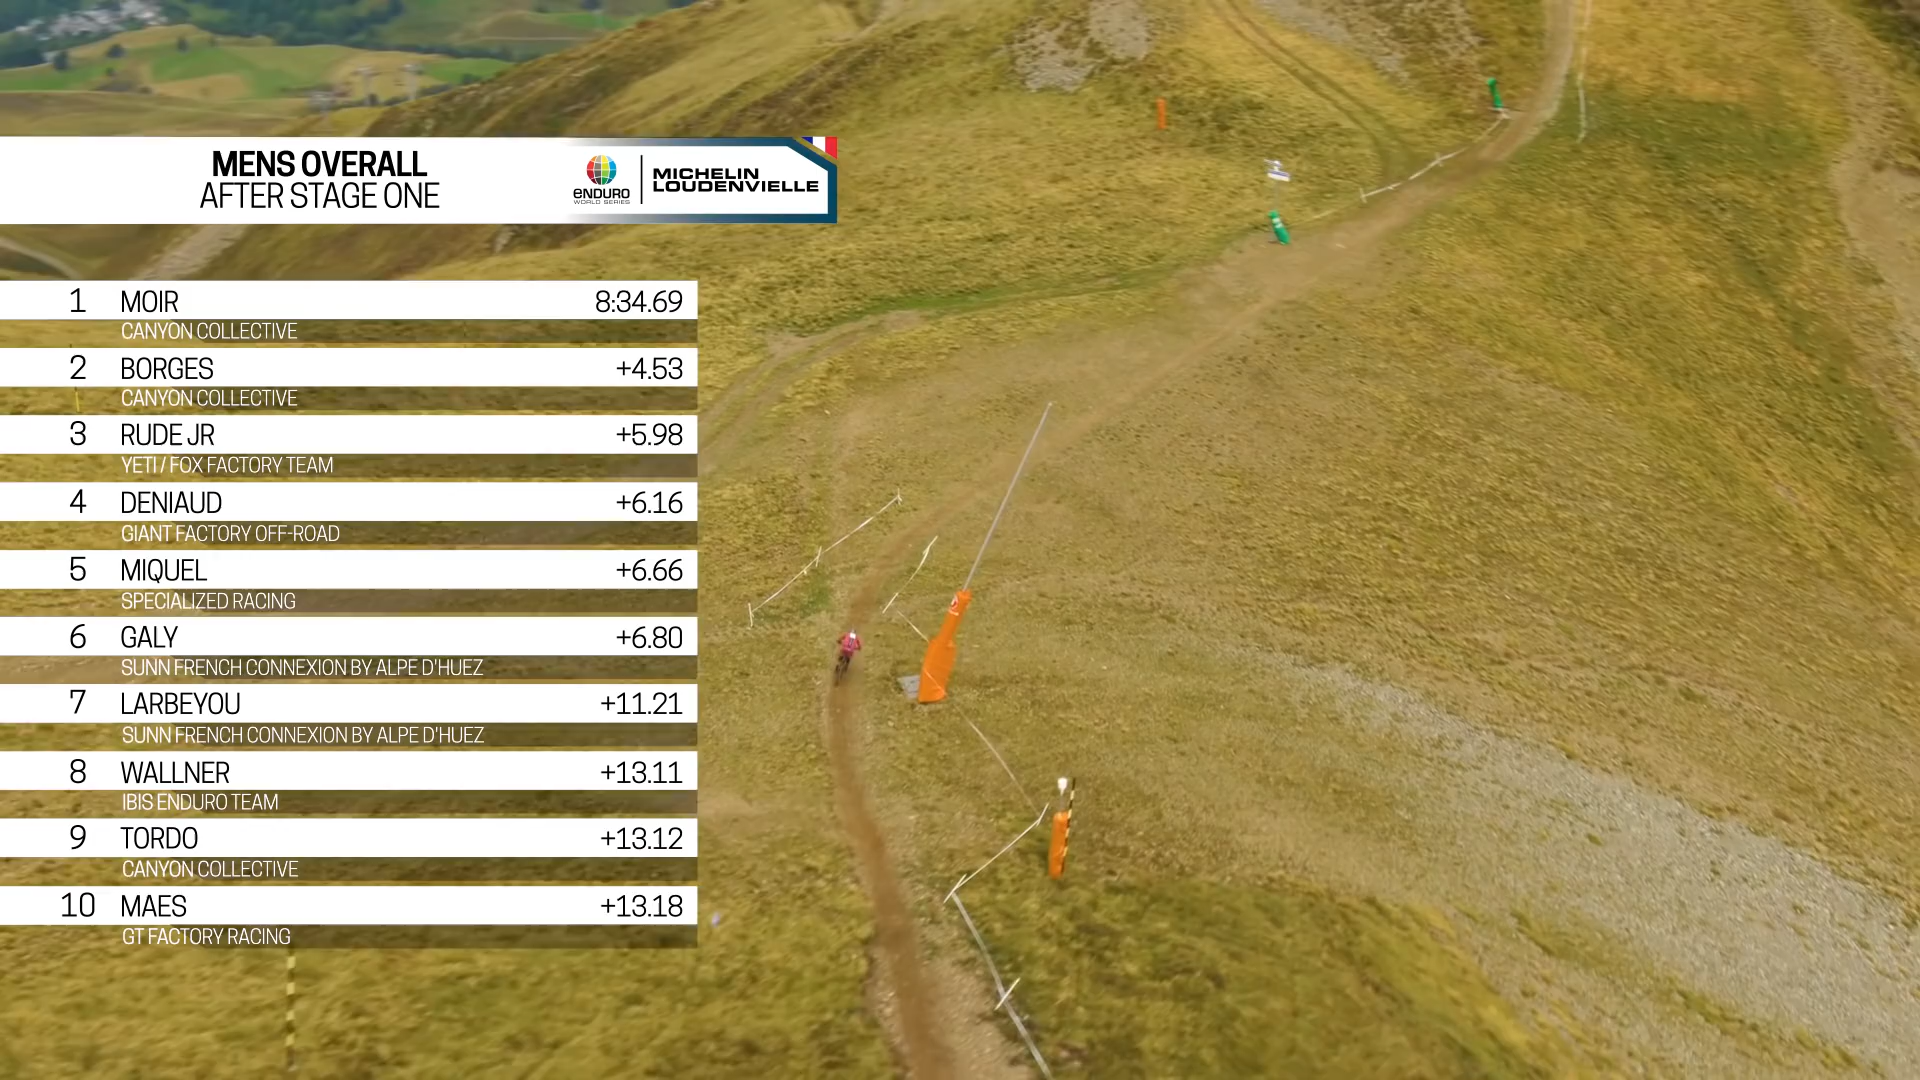 MENS OVERALL
AFTER STAGE ONE
ENDURO
WORLD SERIES
MICHELIN
LOUDENVIELLE
1 MOIR 8:34.69
CANYON COLLECTIVE
2 BORGES +4.53
CANYON COLLECTIVE
3 RUDE JR +5.98
YETI / FOX FACTORY TEAM
4 DENIAUD +6.16
GIANT FACTORY OFF-ROAD
5 MIQUEL +6.66
SPECIALIZED RACING
6 GALY +6.80
SUNN FRENCH CONNEXION BY ALPE D'HUEZ
7 LARBEYOU +11.21
SUNN FRENCH CONNEXION BY ALPE D'HUEZ
8 WALLNER +13.11
IBIS ENDURO TEAM
9 TORDO +13.12
CANYON COLLECTIVE
10 MAES +13.18
GT FACTORY RACING